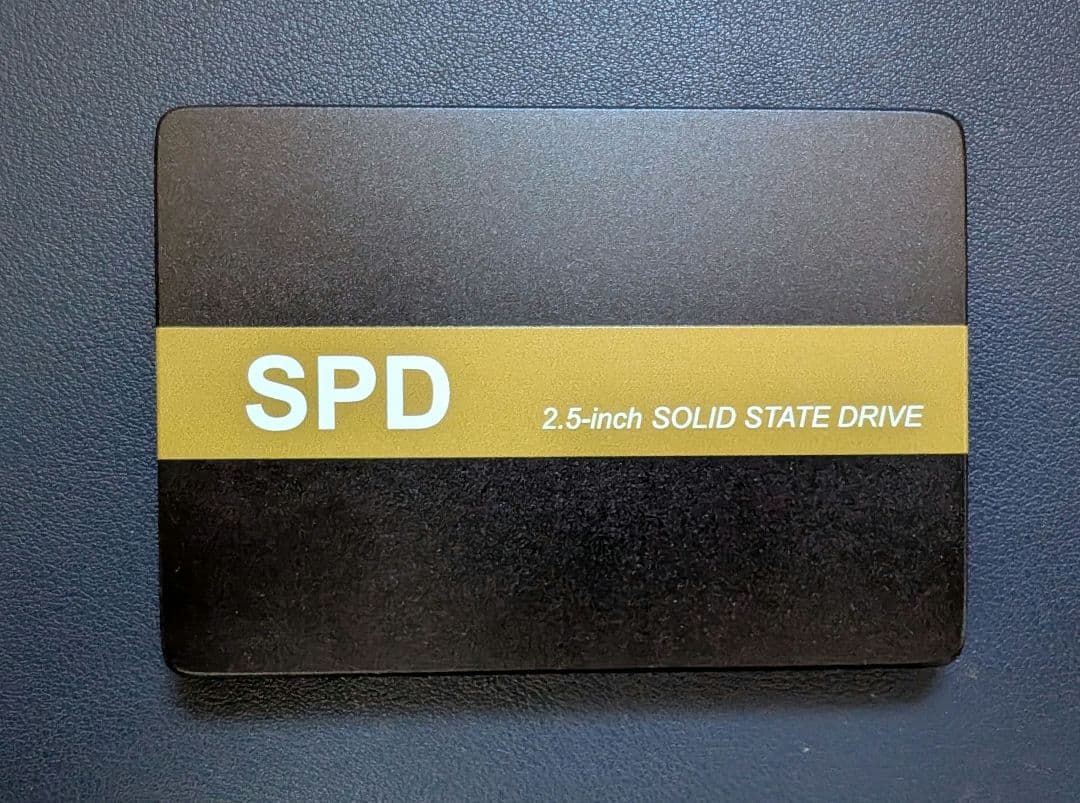 SPD
2.5-inch SOLID STATE DRIVE